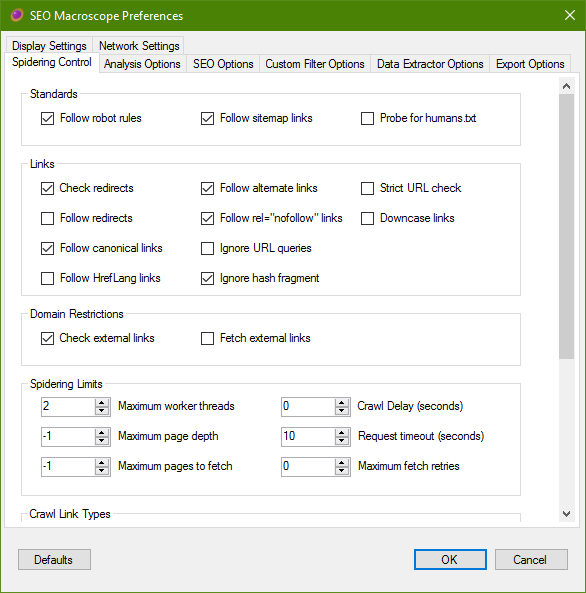 SEO Macroscope Preferences
Display Settings Network Settings
Spidering Control Analysis Options SEO Options Custom Filter Options Data Extractor Options Export Options
Standards
Follow robot rules Follow sitemap links Probe for humans.txt
Links
Check redirects Follow alternate links Strict URL check
Follow redirects Follow rel="nofollow" links Downcase links
Follow canonical links Ignore URL queries
Follow HrefLang links Ignore hash fragment
Domain Restrictions
Check external links Fetch external links
Spidering Limits
2 Maximum worker threads 0 Crawl Delay (seconds)
-1 Maximum page depth 10 Request timeout (seconds)
-1 Maximum pages to fetch 0 Maximum fetch retries
Crawl Link Types
Defaults OK Cancel